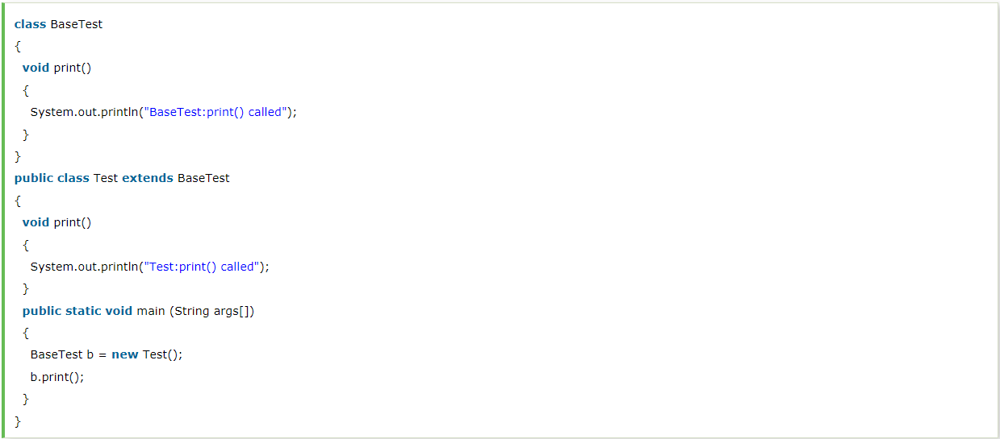 class BaseTest
{
void print()
{
System.out.println("BaseTest:print() called");
}
}
public class Test extends BaseTest
{
void print()
{
System.out.println("Test:print() called");
}
public static void main (String args[])
{
BaseTest b = new Test();
b.print();
}
}